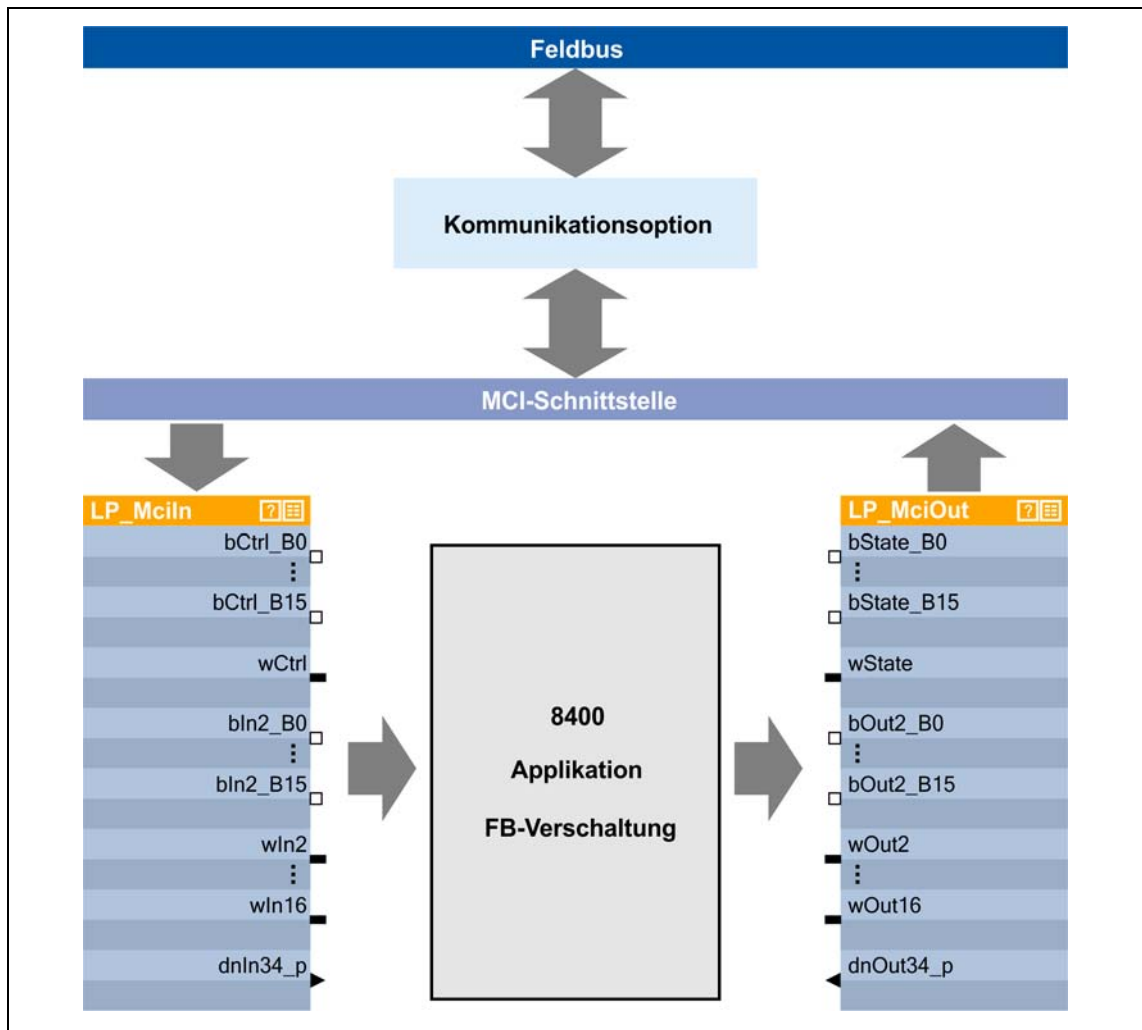 Feldbus
Kommunikationsoption
MCI-Schnittstelle
LP_MciIn
bCtrl_B0
bCtrl_B15
wCtrl
bIn2_B0
bIn2_B15
wIn2
wIn16
dnIn34_p
8400
Applikation
FB-Verschaltung
LP_MciOut
bState_B0
bState_B15
wState
bOut2_B0
bOut2_B15
wOut2
wOut16
dnOut34_p